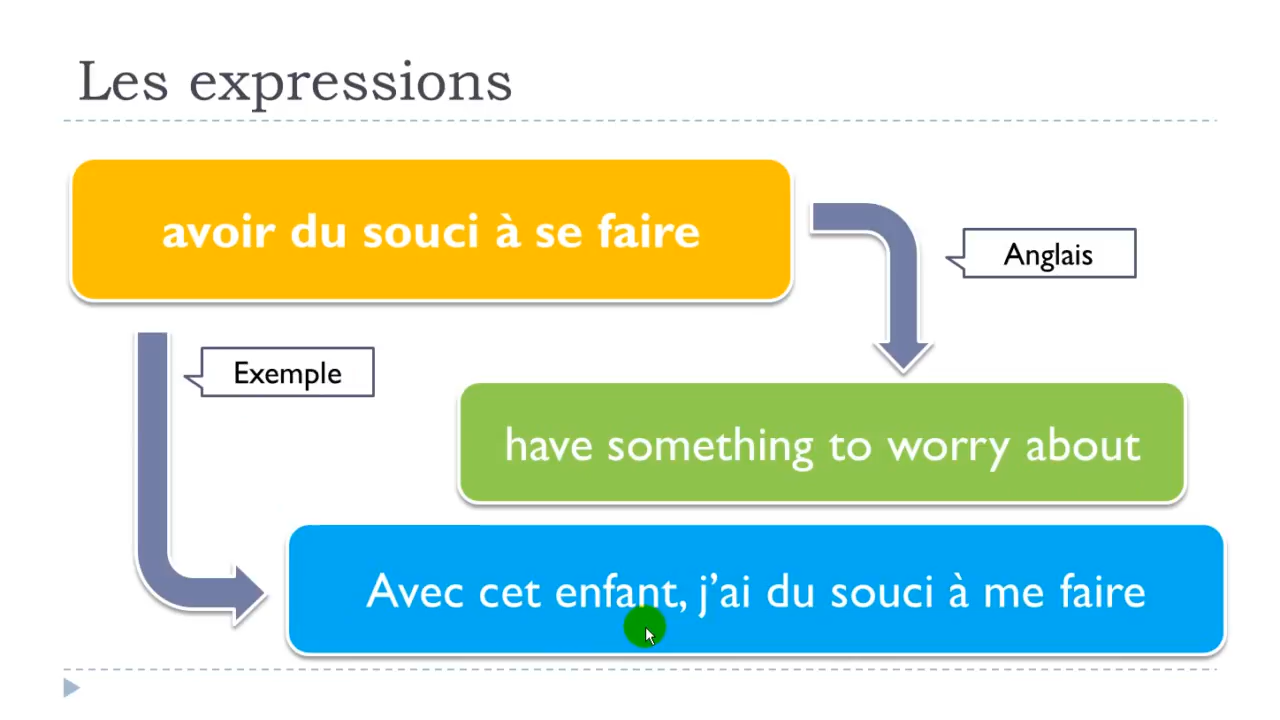 Les expressions
avoir du souci à se faire
Anglais
Exemple
have something to worry about
Avec cet enfant, j’ai du souci à me faire